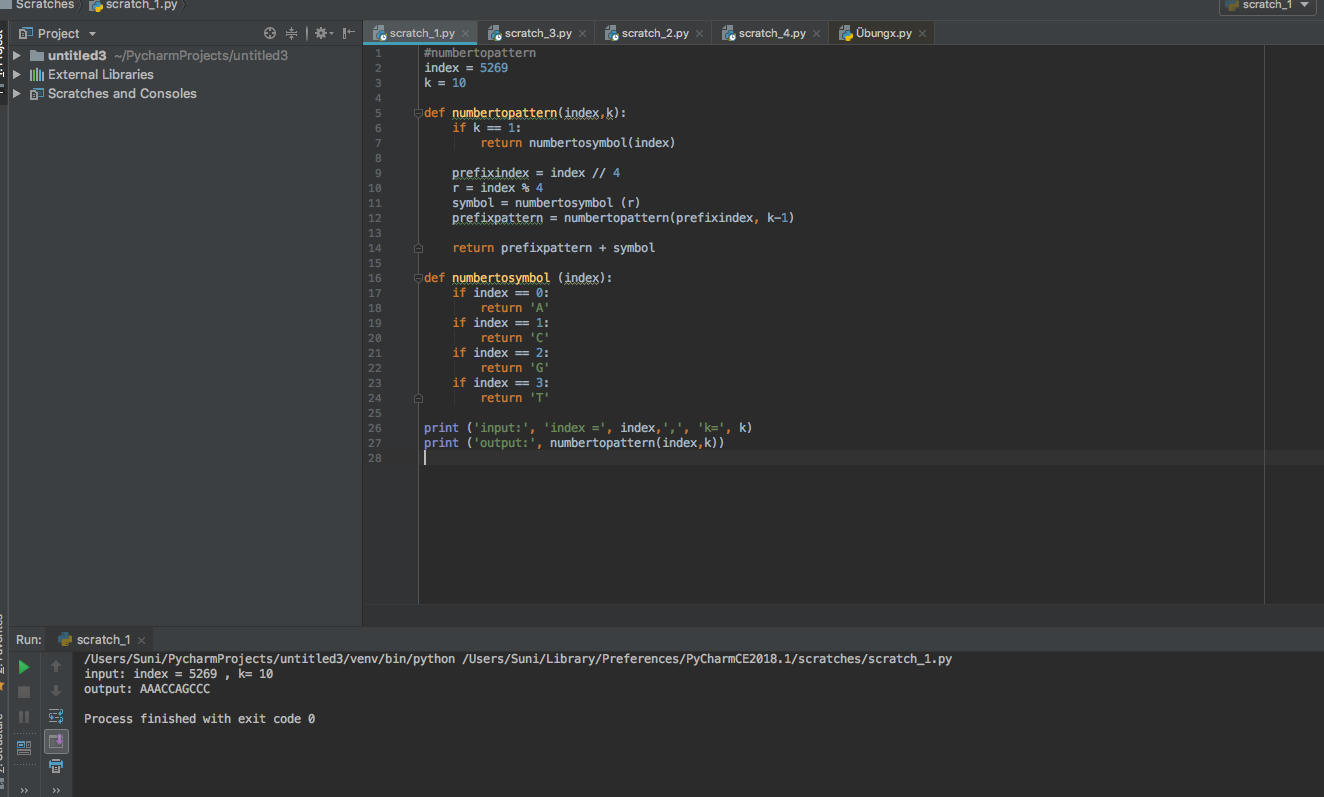 Scratches scratch_1.py
scratch_1
Project
scratch_1.py scratch_3.py scratch_2.py scratch_4.py Übungx.py
untitled3 ~/PycharmProjects/untitled3
External Libraries
Scratches and Consoles
1 #numbertopattern
2 index = 5269
3 k = 10
4
5 def numbertopattern(index,k):
6 if k == 1:
7 return numbertosymbol(index)
8
9 prefixindex = index // 4
10 r = index % 4
11 symbol = numbertosymbol (r)
12 prefixpattern = numbertopattern(prefixindex, k-1)
13
14 return prefixpattern + symbol
15
16 def numbertosymbol (index):
17 if index == 0:
18 return 'A'
19 if index == 1:
20 return 'C'
21 if index == 2:
22 return 'G'
23 if index == 3:
24 return 'T'
25
26 print ('input:', 'index =', index,',', 'k=', k)
27 print ('output:', numbertopattern(index,k))
28
Run: scratch_1
/Users/Suni/PycharmProjects/untitled3/venv/bin/python /Users/Suni/Library/Preferences/PyCharmCE2018.1/scratches/scratch_1.py
input: index = 5269 , k= 10
output: AAACCAGCCC
Process finished with exit code 0